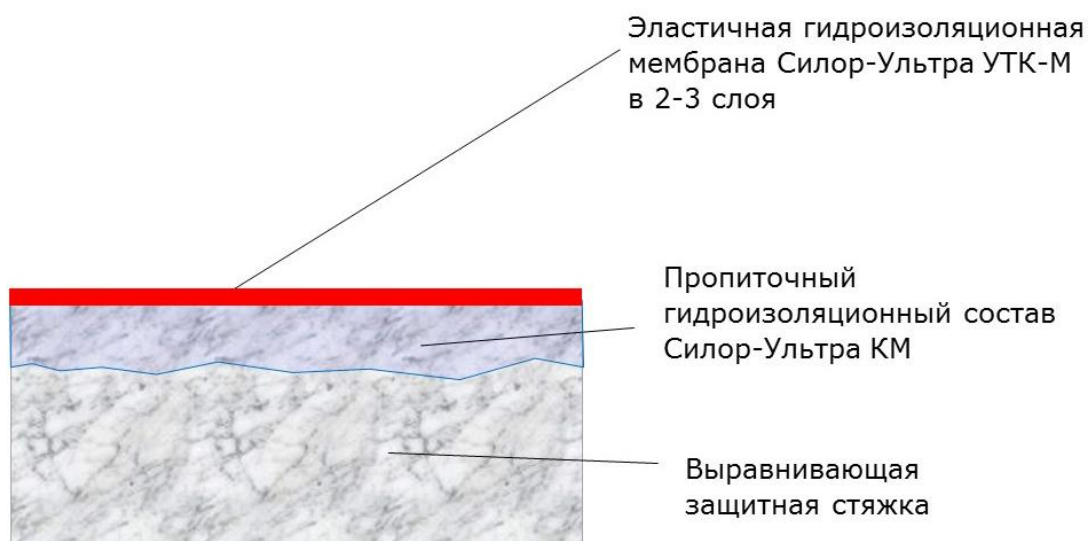 Эластичная гидроизоляционная
мембрана Силор-Ультра УТК-М
в 2-3 слоя
Пропиточный
гидроизоляционный состав
Силор-Ультра КМ
Выравнивающая
защитная стяжка